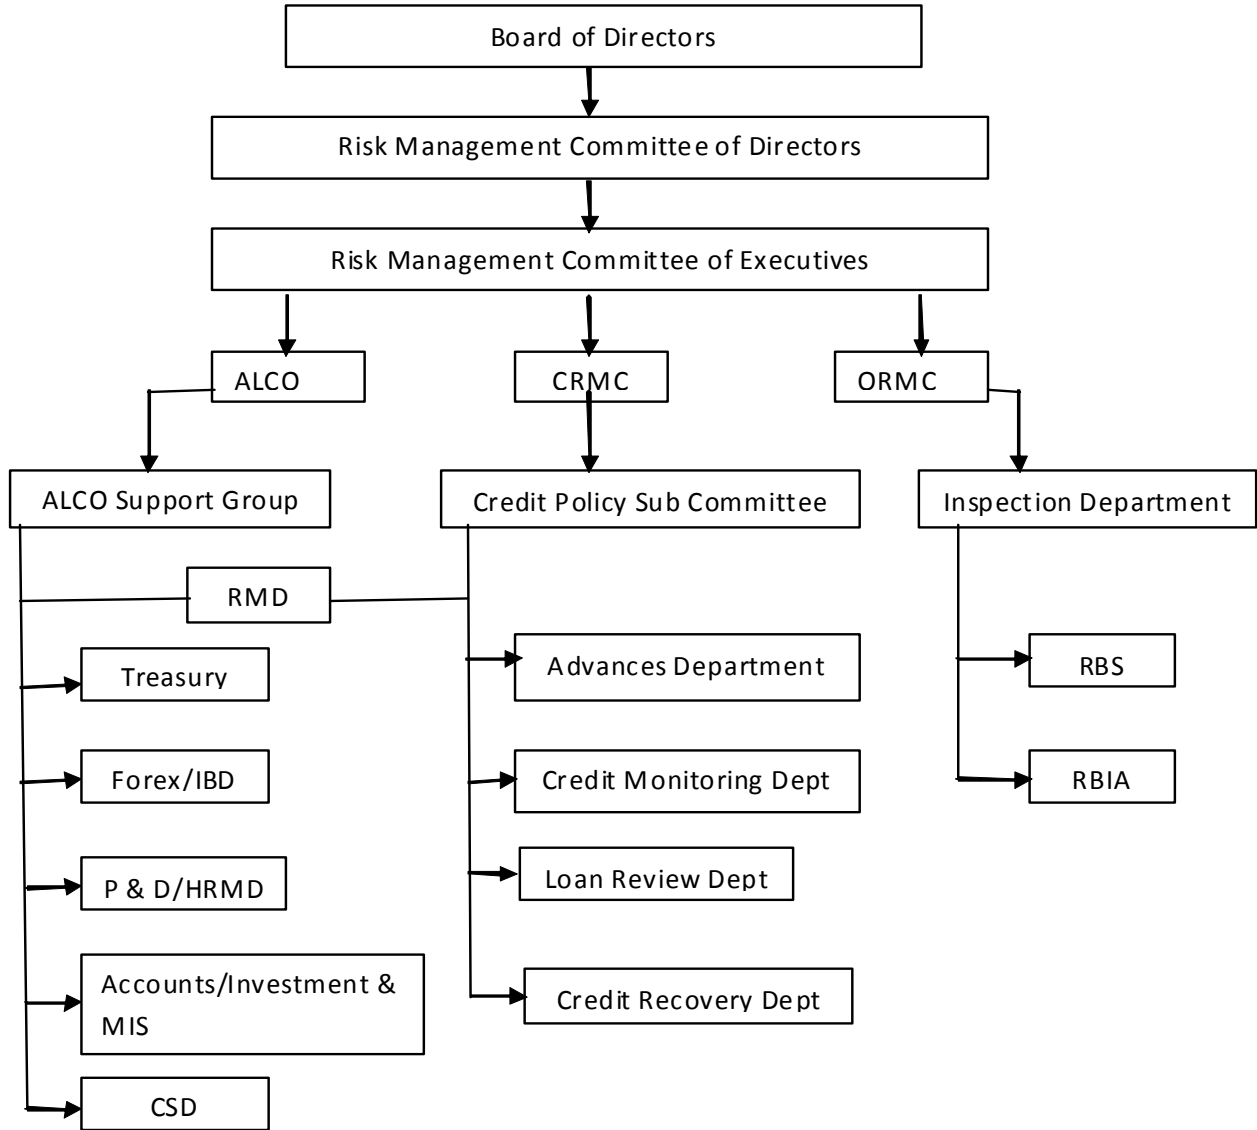 Board of Directors
Risk Management Committee of Directors
Risk Management Committee of Executives
ALCO
CRMC
ORMC
ALCO Support Group
Credit Policy Sub Committee
Inspection Department
RMD
Treasury
Advances Department
RBS
Forex/IBD
Credit Monitoring Dept
RBIA
P & D/HRMD
Loan Review Dept
Accounts/Investment &
MIS
Credit Recovery Dept
CSD